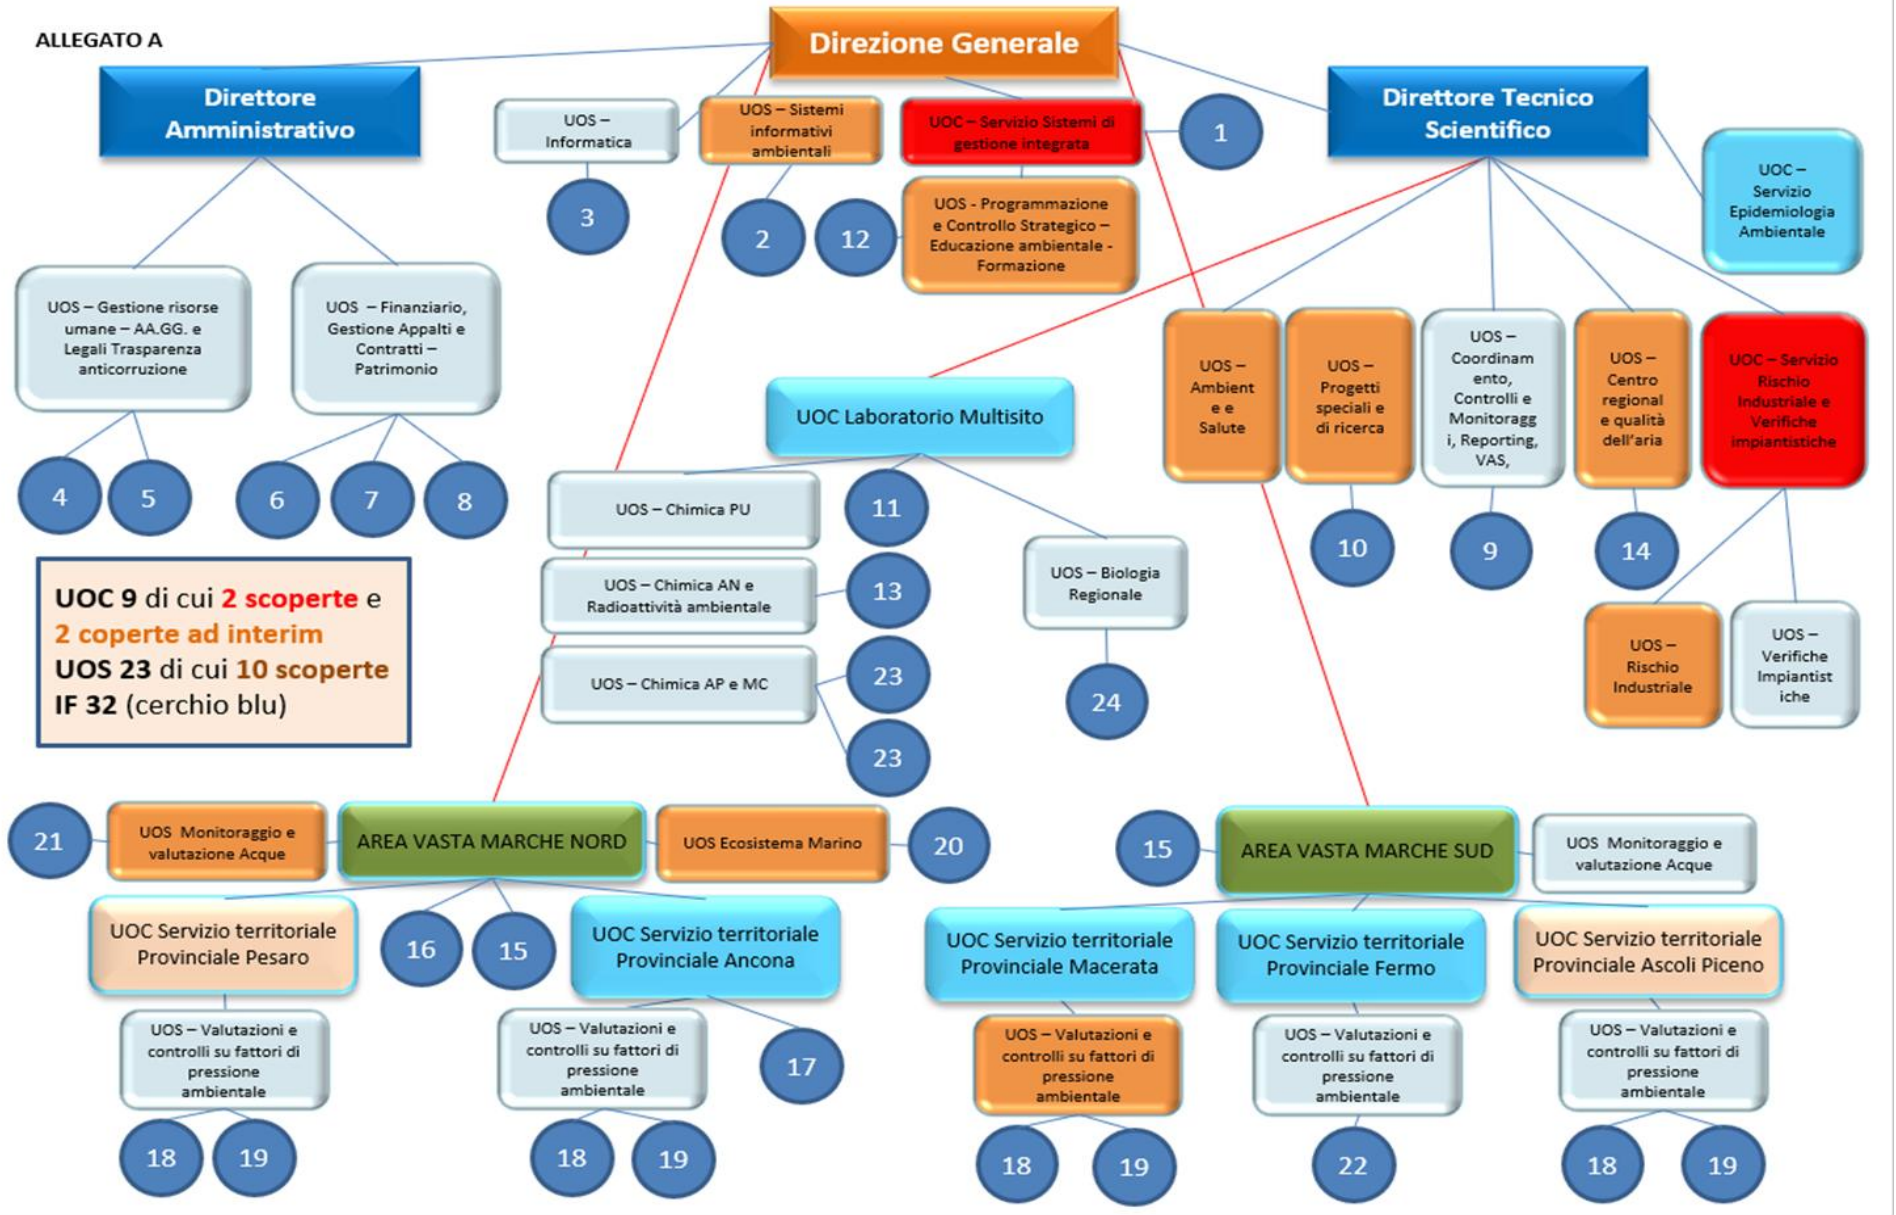 ALLEGATO A
Direzione Generale
Direttore
Amministrativo
UOS –
Informatica
UOS – Sistemi
informativi
ambientali
UOC – Servizio Sistemi di
gestione integrata
1
Direttore Tecnico
Scientifico
UOC –
Servizio
Epidemiologia
Ambientale
3
2
12
UOS - Programmazione
e Controllo Strategico –
Educazione ambientale -
Formazione
UOS – Gestione risorse
umane – AA.GG. e
Legali Trasparenza
anticorruzione
UOS – Finanziario,
Gestione Appalti e
Contratti –
Patrimonio
4
5
6
7
8
UOC Laboratorio Multisito
UOS –
Ambient
e e
Salute
UOS –
Progetti
speciali e
di ricerca
UOS –
Coordinam
ento,
Controlli e
Monitoragg
i, Reporting,
VAS,
UOS –
Centro
regional
e qualità
dell’aria
UOC – Servizio
Rischio
Industriale e
Verifiche
impiantistiche
10
9
14
UOS – Chimica PU
11
UOS – Chimica AN e
Radioattività ambientale
13
UOS – Chimica AP e MC
23
23
UOS – Biologia
Regionale
24
UOS –
Rischio
Industriale
UOS –
Verifiche
Impiantist
iche
UOC 9 di cui 2 scoperte e
2 coperte ad interim
UOS 23 di cui 10 scoperte
IF 32 (cerchio blu)
21
UOS Monitoraggio e
valutazione Acque
AREA VASTA MARCHE NORD
UOS Ecosistema Marino
20
15
AREA VASTA MARCHE SUD
UOS Monitoraggio e
valutazione Acque
UOC Servizio territoriale
Provinciale Pesaro
16
15
UOC Servizio territoriale
Provinciale Ancona
UOC Servizio territoriale
Provinciale Macerata
UOC Servizio territoriale
Provinciale Fermo
UOC Servizio territoriale
Provinciale Ascoli Piceno
UOS – Valutazioni e
controlli su fattori di
pressione
ambientale
UOS – Valutazioni e
controlli su fattori di
pressione
ambientale
17
UOS – Valutazioni e
controlli su fattori di
pressione
ambientale
UOS – Valutazioni e
controlli su fattori di
pressione
ambientale
UOS – Valutazioni e
controlli su fattori di
pressione
ambientale
18
19
18
19
18
19
22
18
19